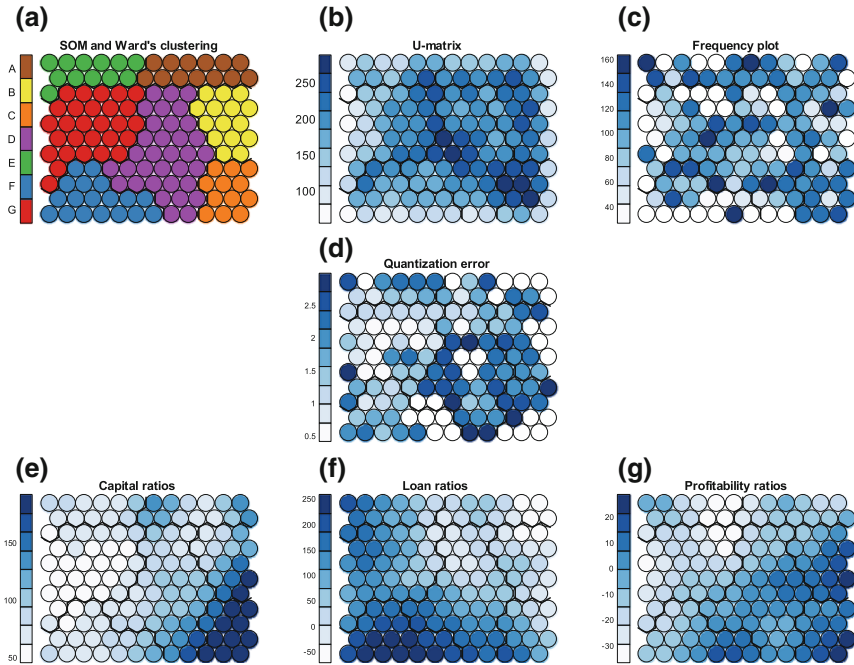 (a)
SOM and Ward's clustering
A
B
C
D
E
F
G
(b)
U-matrix
250
200
150
100
(c)
Frequency plot
160
140
120
100
80
60
40
(d)
Quantization error
2.5
2
1.5
1
0.5
(e)
Capital ratios
150
100
50
(f)
Loan ratios
250
200
150
100
50
0
-50
(g)
Profitability ratios
20
10
0
-10
-20
-30